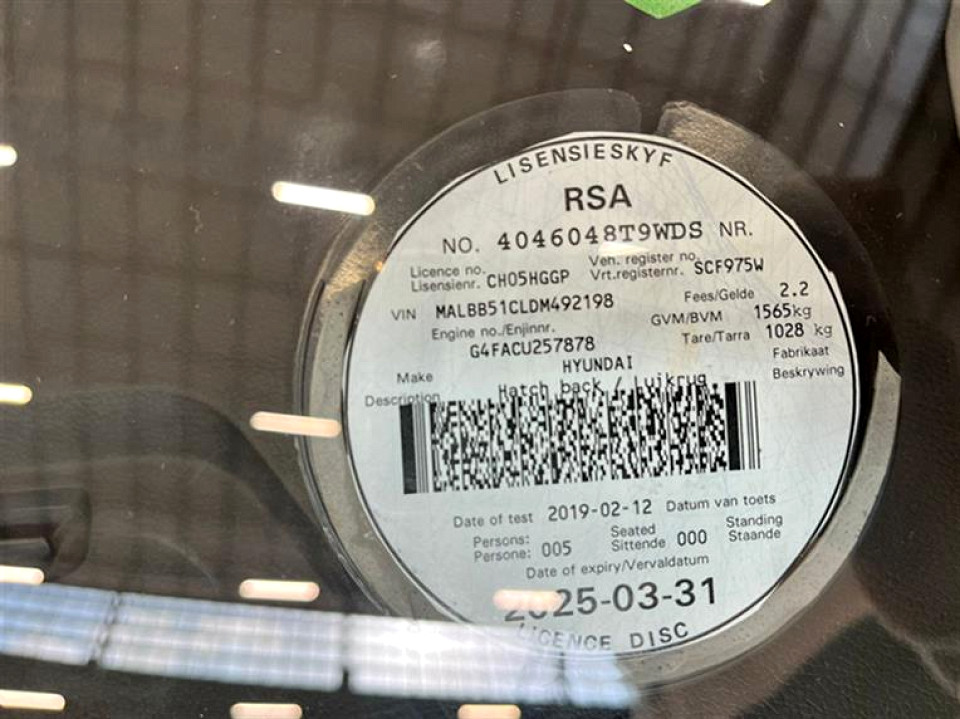 LISENSIESKYF
RSA
NO. 4046048T9WDS NR.
Licence no. CH05HGGP Veh. register no. SCF975W
Lisensienr. Vrt.registernr.
VIN MALBB51CLDM492198 Fees/Gelde 2.2
Engine no./Enjinnr. GVM/BVM 1565kg
G4FACU257878 Tare/Tarra 1028 kg
Make HYUNDAI Fabrikaat
Description Hatch back / Luikrug Beskrywing
Date of test 2019-02-12 Datum van toets
Persons: 005 Seated 000 Standing
Persone: Sittende Staande
Date of expiry/Vervaldatum
2025-03-31
LICENCE DISC